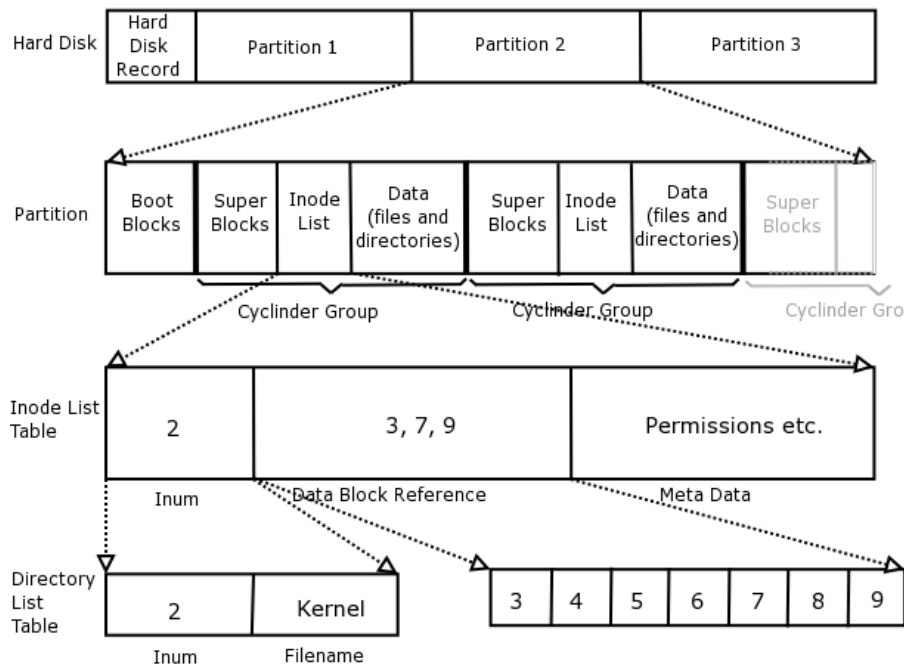 Hard Disk
Hard
Disk
Record
Partition 1
Partition 2
Partition 3
Partition
Boot
Blocks
Super
Blocks
Inode
List
Data
(files and
directories)
Super
Blocks
Inode
List
Data
(files and
directories)
Super
Blocks
Cyclinder Group
Cyclinder Group
Cyclinder Gro
Inode List
Table
2
3, 7, 9
Permissions etc.
Inum
Data Block Reference
Meta Data
Directory
List
Table
2
Kernel
3
4
5
6
7
8
9
Inum
Filename